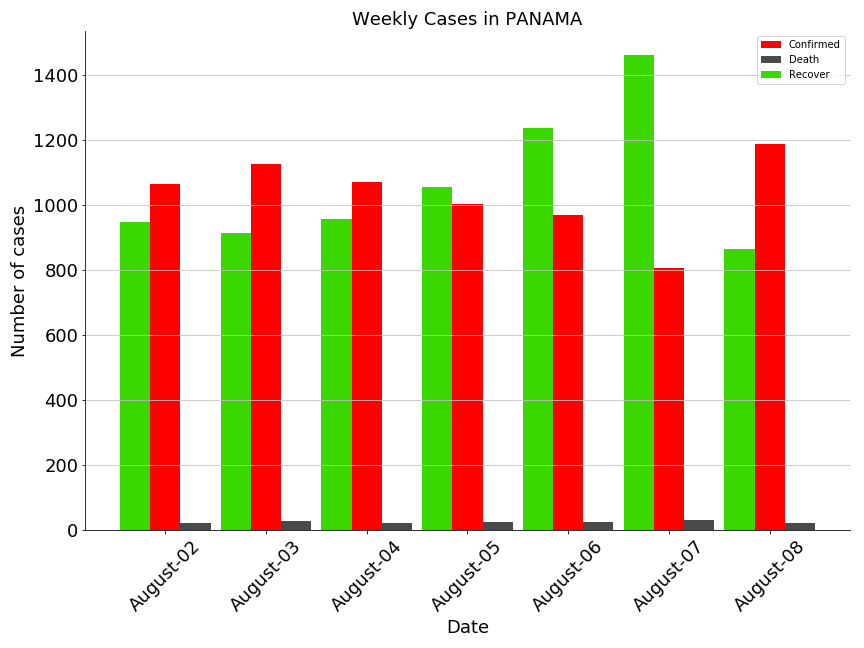 Weekly Cases in PANAMA
Confirmed
Death
Recover
Number of cases
1400
1200
1000
800
600
400
200
0
August-02
August-03
August-04
August-05
August-06
August-07
August-08
Date